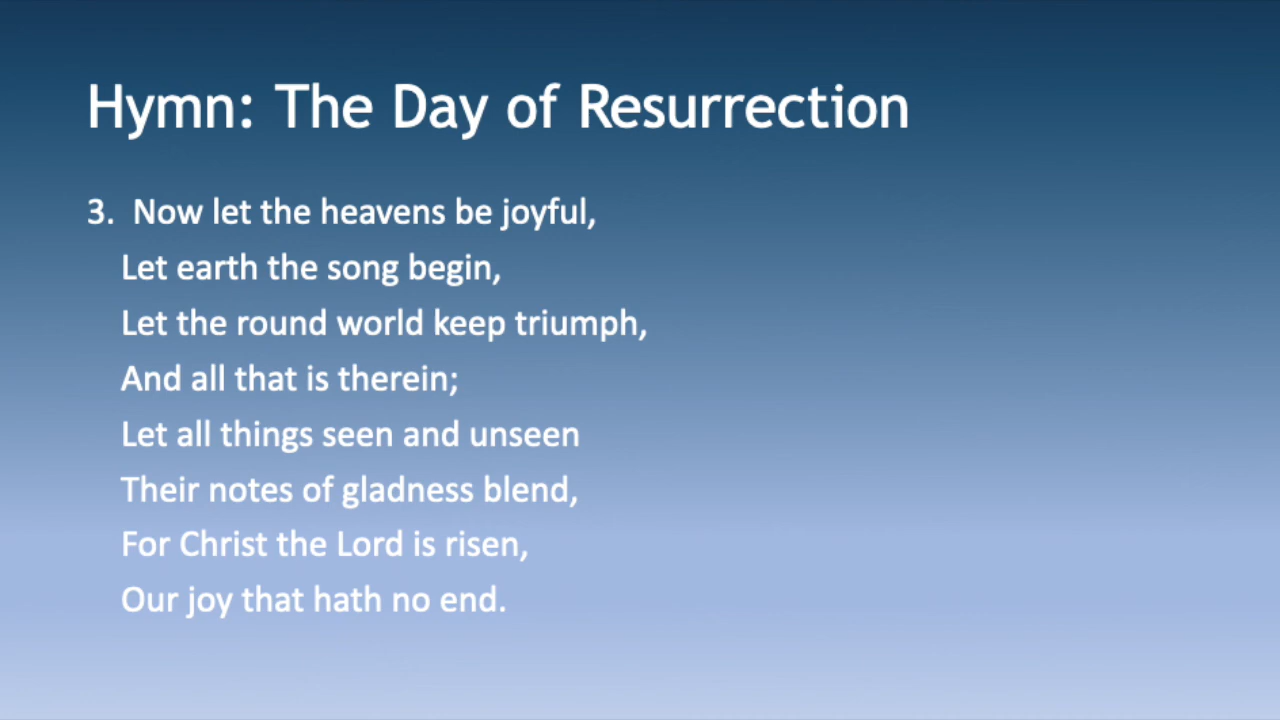 Hymn: The Day of Resurrection
3. Now let the heavens be joyful,
Let earth the song begin,
Let the round world keep triumph,
And all that is therein;
Let all things seen and unseen
Their notes of gladness blend,
For Christ the Lord is risen,
Our joy that hath no end.